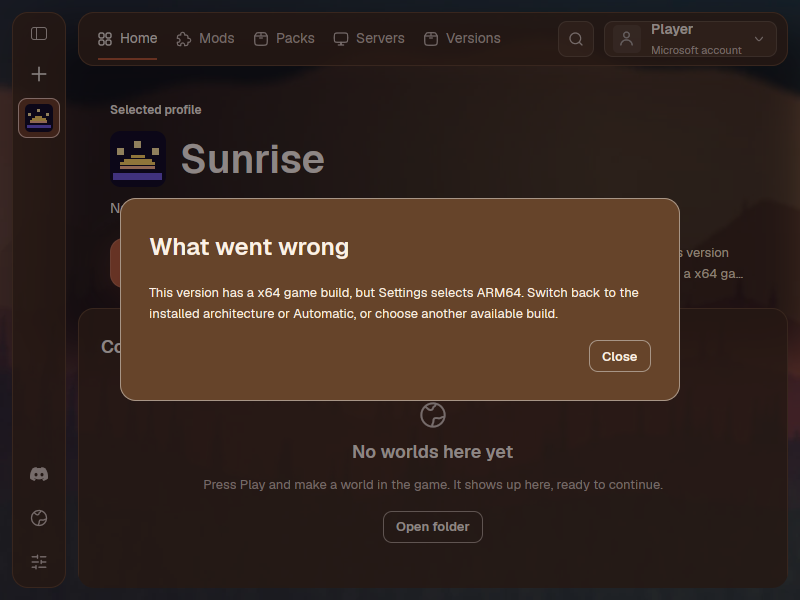 Home
Mods
Packs
Servers
Versions
Player
Microsoft account
Selected profile
Sunrise
s version
a x64 ga…
What went wrong
This version has a x64 game build, but Settings selects ARM64. Switch back to the
installed architecture or Automatic, or choose another available build.
Close
No worlds here yet
Press Play and make a world in the game. It shows up here, ready to continue.
Open folder